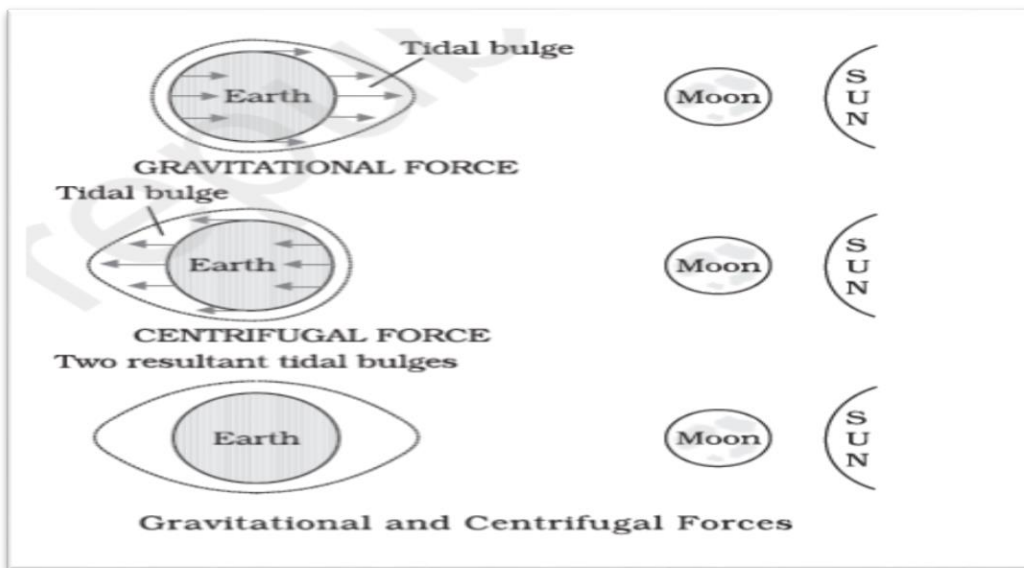 Tidal bulge
Earth
Moon
S
U
N
GRAVITATIONAL FORCE
Tidal bulge
Earth
Moon
S
U
N
CENTRIFUGAL FORCE
Two resultant tidal bulges
Earth
Moon
S
U
N
Gravitational and Centrifugal Forces